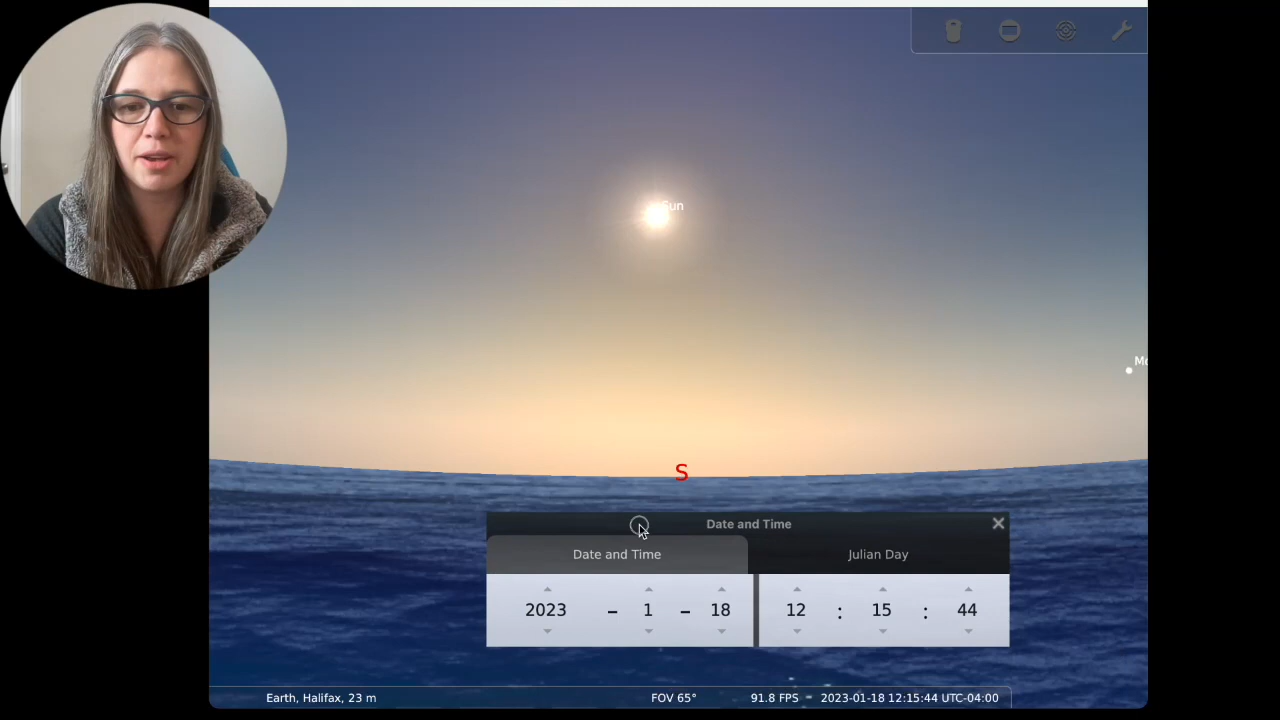 Sun
Mo
S
Date and Time
Date and Time Julian Day
2023 – 1 – 18 12 : 15 : 44
Earth, Halifax, 23 m FOV 65° 91.8 FPS 2023-01-18 12:15:44 UTC-04:00